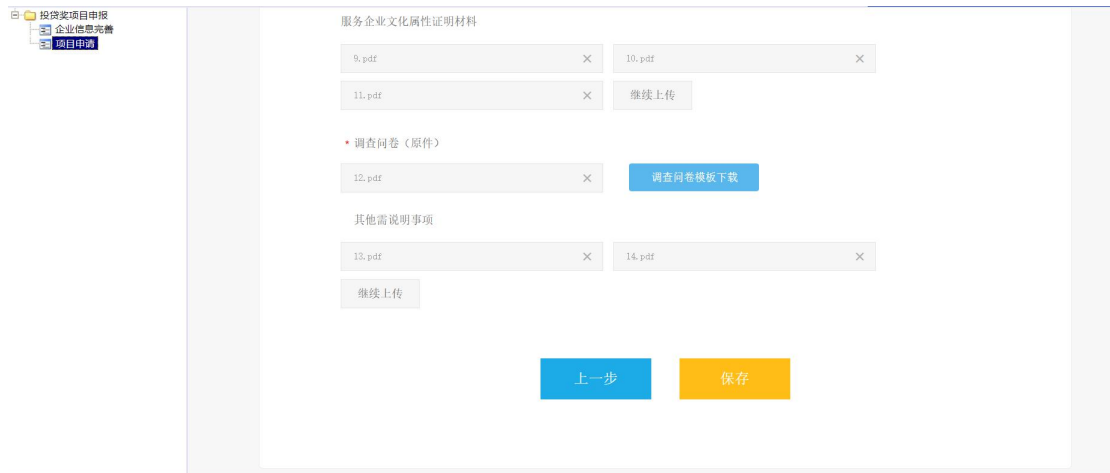 投贷奖项目申报
企业信息完善
项目申请
服务企业文化属性证明材料
9.pdf
10.pdf
11.pdf
继续上传
* 调查问卷（原件）
12.pdf
调查问卷模板下载
其他需说明事项
13.pdf
14.pdf
继续上传
上一步
保存